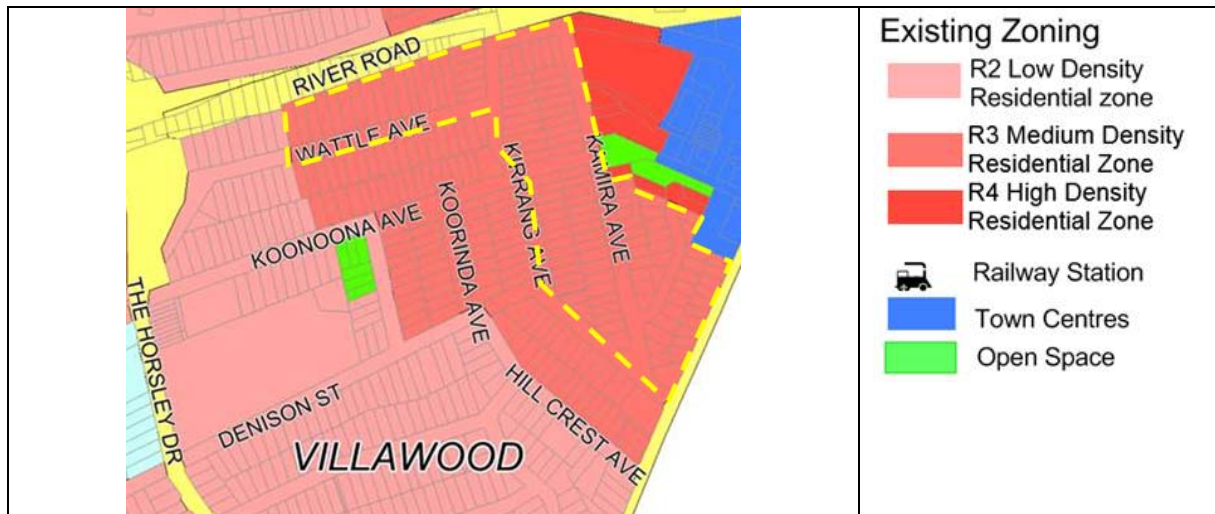 RIVER ROAD
WATTLE AVE
KOONOONA AVE
KOORINDA AVE
KIRRANG AVE
KAMIRA AVE
THE HORSLEY DR
DENISON ST
HILL CREST AVE
VILLAWOOD
Existing Zoning
R2 Low Density
Residential zone
R3 Medium Density
Residential Zone
R4 High Density
Residential Zone
Railway Station
Town Centres
Open Space